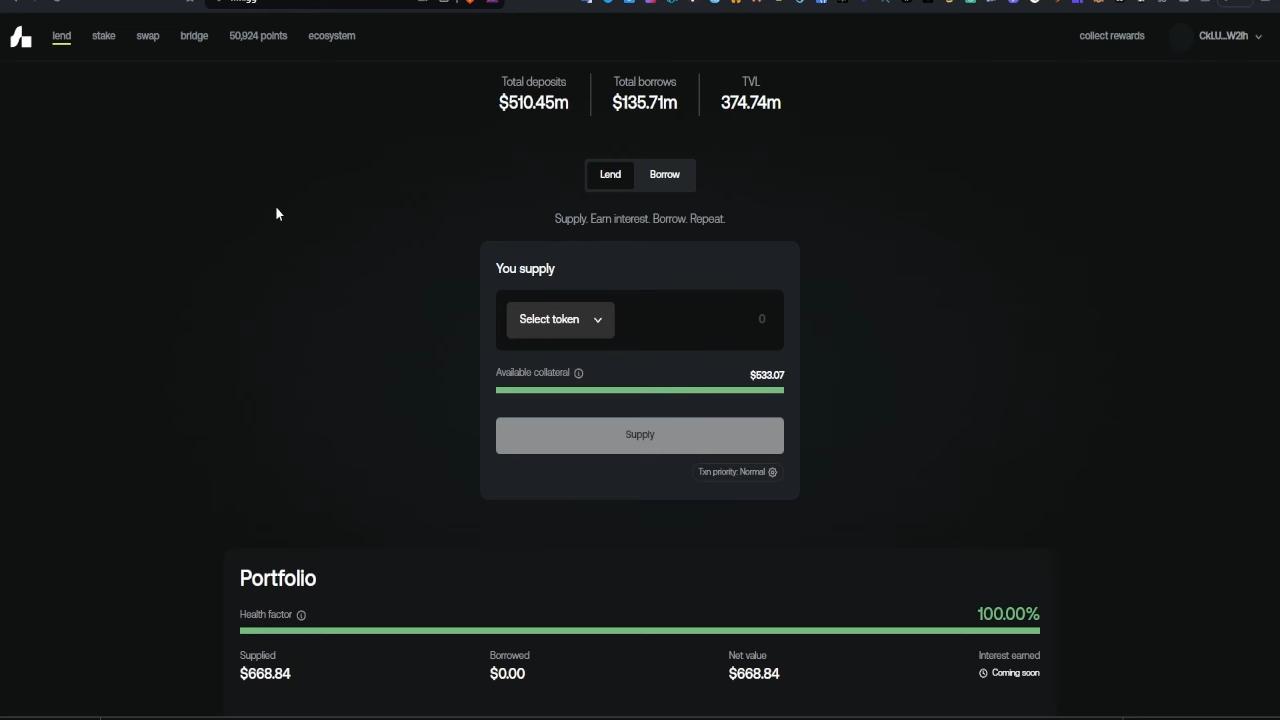 lend stake swap bridge 50,924 points ecosystem collect rewards
Total deposits Total borrows TVL
$510.45m $135.71m 374.74m
Lend Borrow
Supply. Earn interest. Borrow. Repeat.
You supply
Select token 0
Available collateral $533.07
Supply
Txn priority: Normal
Portfolio
Health factor 100.00%
Supplied Borrowed Net value Interest earned
$668.84 $0.00 $668.84 Coming soon